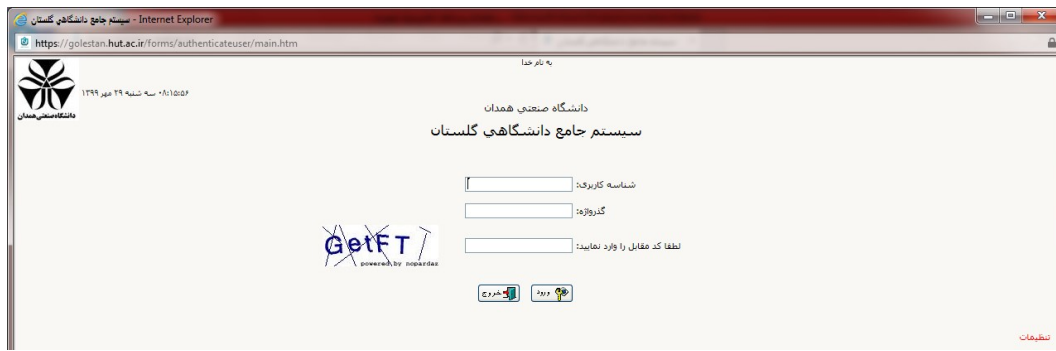 سیستم جامع دانشگاهي گلستان - Internet Explorer
https://golestan.hut.ac.ir/forms/authenticateuser/main.htm
به نام خدا
۰۸:۱۵:۵۶ سه شنبه ۲۹ مهر ۱۳۹۹
دانشگاه صنعتی همدان
دانشگاه صنعتي همدان
سیستم جامع دانشگاهي گلستان
شناسه کاربری:
گذرواژه:
لطفا کد مقابل را وارد نمایید:
GetFT
powered by nopardaz
ورود
خروج
تنظیمات